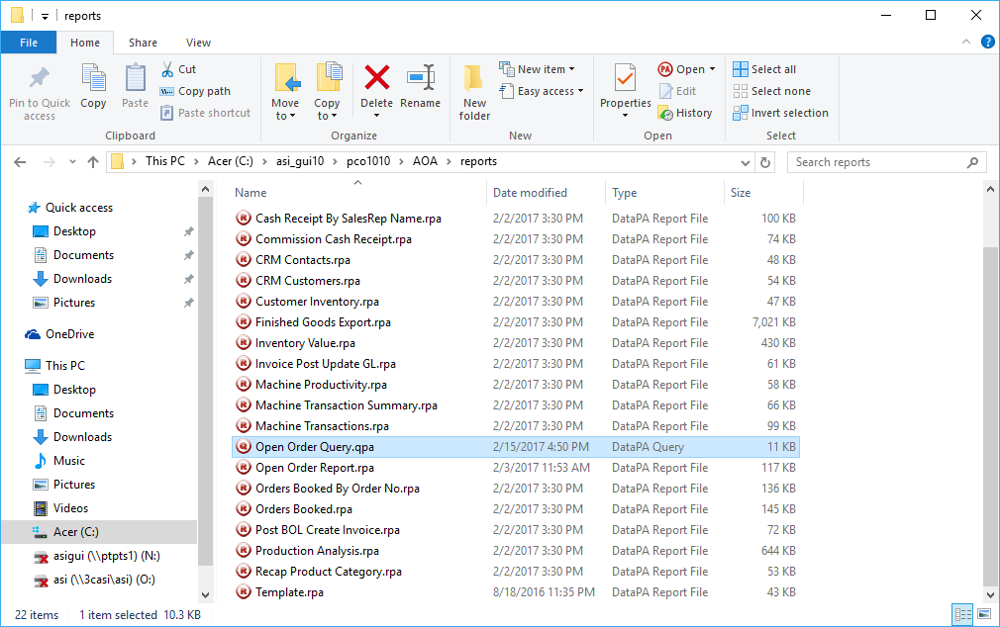 reports
File Home Share View
Pin to Quick access
Copy
Paste
Cut
Copy path
Paste shortcut
Clipboard
Move to
Copy to
Delete
Rename
Organize
New folder
New item
Easy access
New
Properties
Open
Edit
History
Open
Select all
Select none
Invert selection
Select
This PC Acer (C:) asi_gui10 pco1010 AOA reports
Search reports
Quick access
Desktop
Documents
Downloads
Pictures
OneDrive
This PC
Desktop
Documents
Downloads
Music
Pictures
Videos
Acer (C:)
asigui (\\ptpts1) (N:)
asi (\\3casi\asi) (O:)
Name Date modified Type Size
Cash Receipt By SalesRep Name.rpa 2/2/2017 3:30 PM DataPA Report File 100 KB
Commission Cash Receipt.rpa 2/2/2017 3:30 PM DataPA Report File 74 KB
CRM Contacts.rpa 2/2/2017 3:30 PM DataPA Report File 48 KB
CRM Customers.rpa 2/2/2017 3:30 PM DataPA Report File 54 KB
Customer Inventory.rpa 2/2/2017 3:30 PM DataPA Report File 47 KB
Finished Goods Export.rpa 2/2/2017 3:30 PM DataPA Report File 7,021 KB
Inventory Value.rpa 2/2/2017 3:30 PM DataPA Report File 430 KB
Invoice Post Update GL.rpa 2/2/2017 3:30 PM DataPA Report File 61 KB
Machine Productivity.rpa 2/2/2017 3:30 PM DataPA Report File 58 KB
Machine Transaction Summary.rpa 2/2/2017 3:30 PM DataPA Report File 66 KB
Machine Transactions.rpa 2/2/2017 3:30 PM DataPA Report File 99 KB
Open Order Query.qpa 2/15/2017 4:50 PM DataPA Query 11 KB
Open Order Report.rpa 2/3/2017 11:53 AM DataPA Report File 117 KB
Orders Booked By Order No.rpa 2/2/2017 3:30 PM DataPA Report File 136 KB
Orders Booked.rpa 2/2/2017 3:30 PM DataPA Report File 145 KB
Post BOL Create Invoice.rpa 2/2/2017 3:30 PM DataPA Report File 72 KB
Production Analysis.rpa 2/2/2017 3:30 PM DataPA Report File 644 KB
Recap Product Category.rpa 2/2/2017 3:30 PM DataPA Report File 53 KB
Template.rpa 8/18/2016 11:35 PM DataPA Report File 43 KB
22 items 1 item selected 10.3 KB